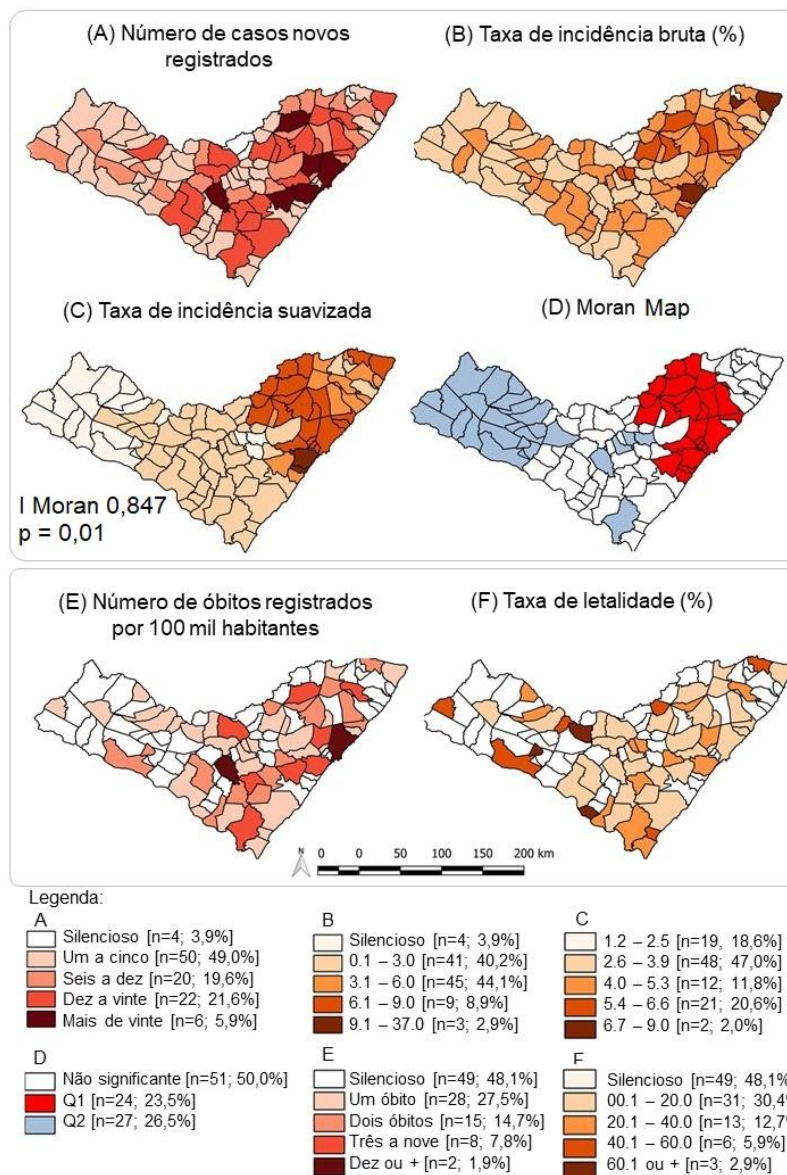 (A) Número de casos novos
registrados
(B) Taxa de incidência bruta (%)
(C) Taxa de incidência suavizada
(D) Moran Map
I Moran 0,847
p = 0,01
(E) Número de óbitos registrados
por 100 mil habitantes
(F) Taxa de letalidade (%)
N
0 0 50 100 150 200 km
Legenda:
A
Silencioso [n=4; 3,9%]
Um a cinco [n=50; 49,0%]
Seis a dez [n=20; 19,6%]
Dez a vinte [n=22; 21,6%]
Mais de vinte [n=6; 5,9%]
B
Silencioso [n=4; 3,9%]
0.1 – 3.0 [n=41; 40,2%]
3.1 – 6.0 [n=45; 44,1%]
6.1 – 9.0 [n=9; 8,9%]
9.1 – 37.0 [n=3; 2,9%]
C
1.2 – 2.5 [n=19, 18,6%]
2.6 – 3.9 [n=48; 47,0%]
4.0 – 5.3 [n=12; 11,8%]
5.4 – 6.6 [n=21; 20,6%]
6.7 – 9.0 [n=2; 2,0%]
D
Não significante [n=51; 50,0%]
Q1 [n=24; 23,5%]
Q2 [n=27; 26,5%]
E
Silencioso [n=49; 48,1%]
Um óbito [n=28; 27,5%]
Dois óbitos [n=15; 14,7%]
Três a nove [n=8; 7,8%]
Dez ou + [n=2; 1,9%]
F
Silencioso [n=49; 48,1%
00.1 – 20.0 [n=31; 30,4%
20.1 – 40.0 [n=13; 12,7%
40.1 – 60.0 [n=6; 5,9%]
60.1 ou + [n=3; 2,9%]